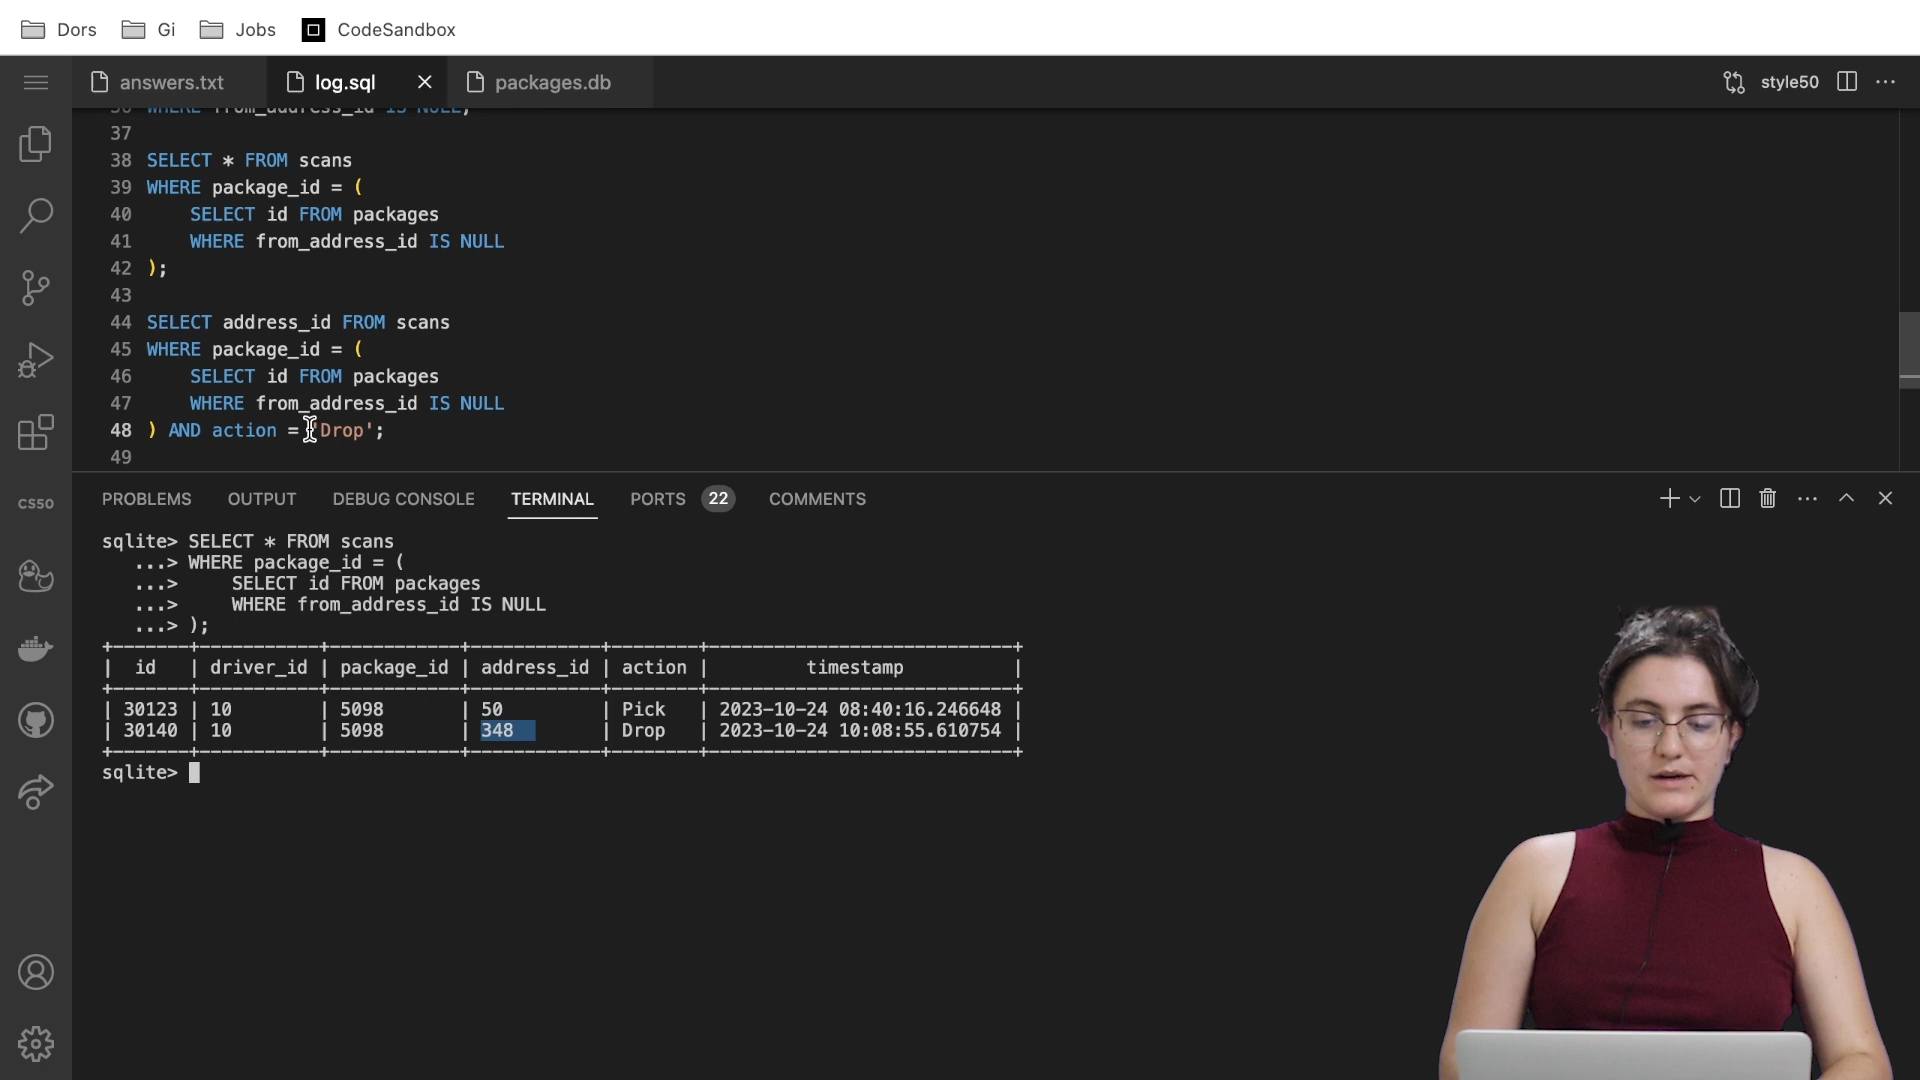 Dors Gi Jobs CodeSandbox
answers.txt log.sql packages.db style50
36 WHERE from_address_id IS NULL;
37
38 SELECT * FROM scans
39 WHERE package_id = (
40 SELECT id FROM packages
41 WHERE from_address_id IS NULL
42 );
43
44 SELECT address_id FROM scans
45 WHERE package_id = (
46 SELECT id FROM packages
47 WHERE from_address_id IS NULL
48 ) AND action = 'Drop';
49
CS50
PROBLEMS OUTPUT DEBUG CONSOLE TERMINAL PORTS 22 COMMENTS
sqlite> SELECT * FROM scans
...> WHERE package_id = (
...> SELECT id FROM packages
...> WHERE from_address_id IS NULL
...> );
| id | driver_id | package_id | address_id | action | timestamp |
| 30123 | 10 | 5098 | 50 | Pick | 2023-10-24 08:40:16.246648 |
| 30140 | 10 | 5098 | 348 | Drop | 2023-10-24 10:08:55.610754 |
sqlite>